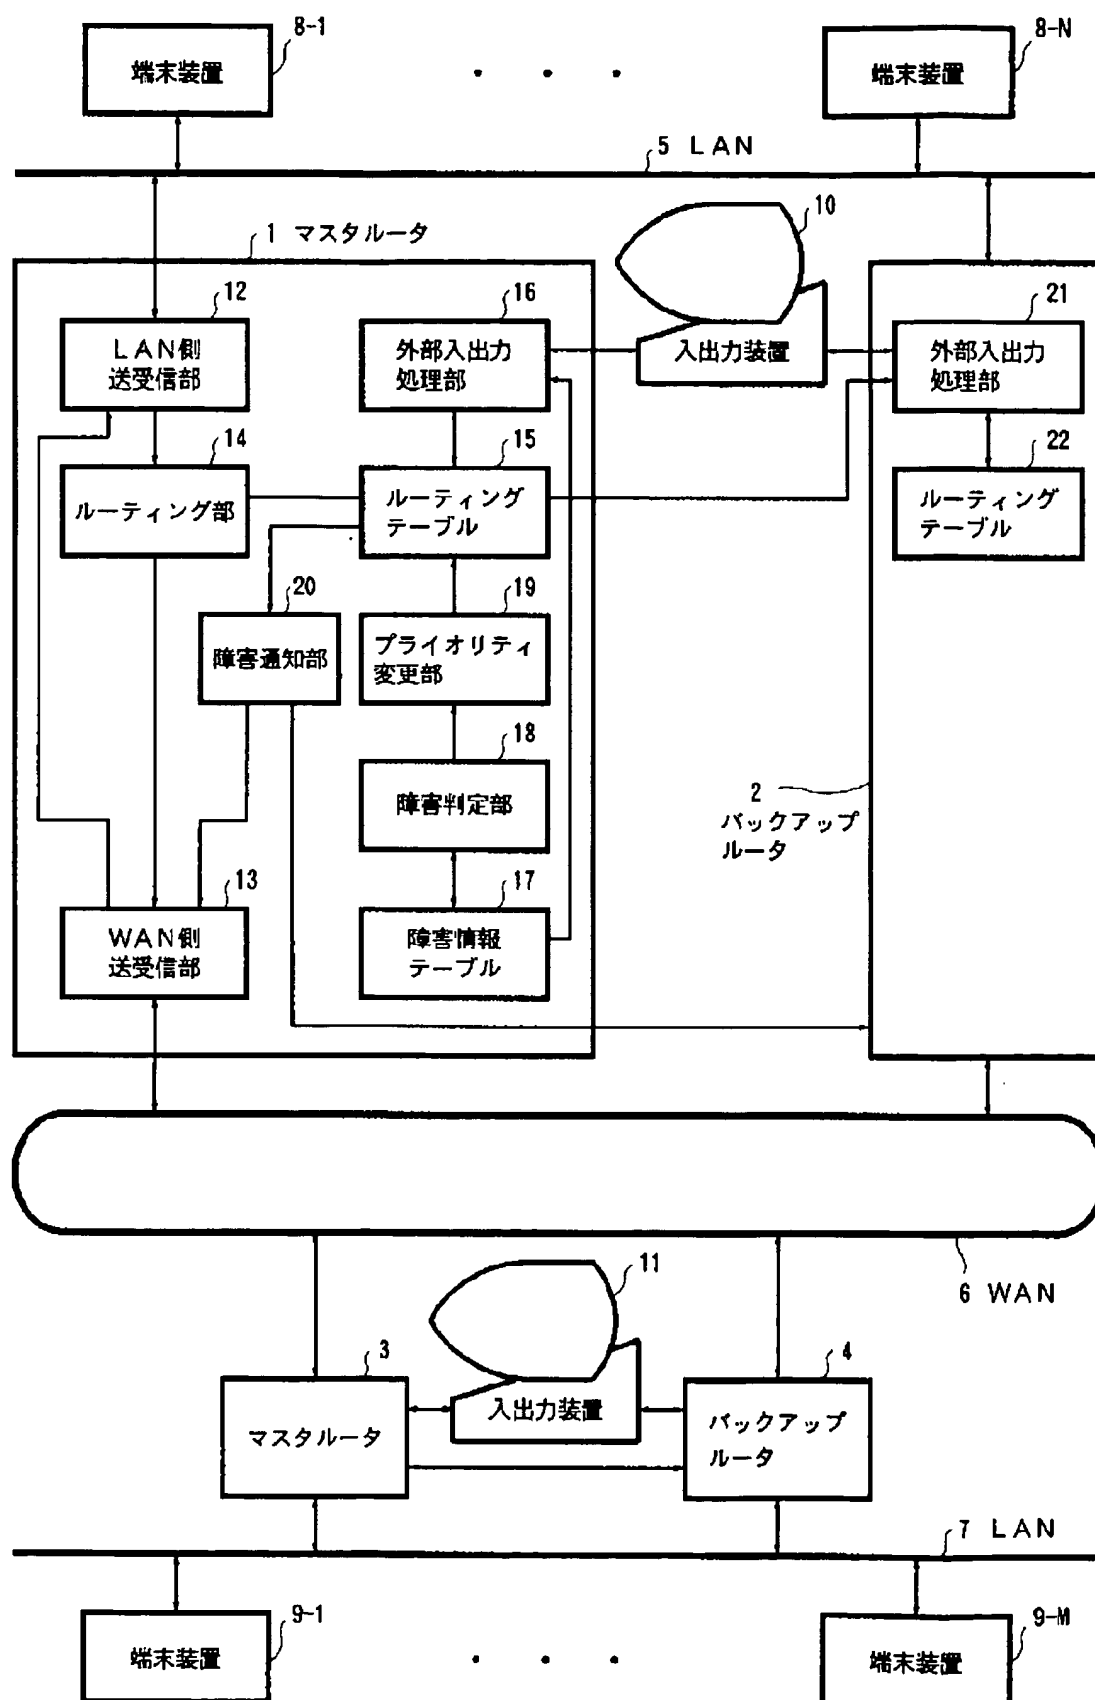 8-1
端末装置
8-N
端末装置
5 LAN
1 マスタルータ
10
入出力装置
12
LAN側
送受信部
16
外部入出力
処理部
21
外部入出力
処理部
14
ルーティング部
15
ルーティング
テーブル
22
ルーティング
テーブル
20
障害通知部
19
プライオリティ
変更部
18
障害判定部
2
バックアップ
ルータ
13
WAN側
送受信部
17
障害情報
テーブル
6 WAN
11
入出力装置
3
マスタルータ
4
バックアップ
ルータ
7 LAN
9-1
端末装置
9-M
端末装置